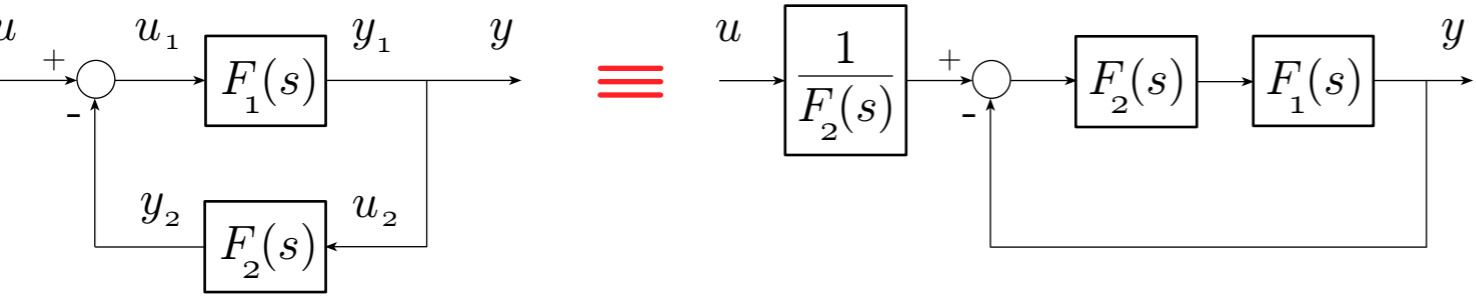 u + - u₁ F₁(s) y₁ y
y₂ F₂(s) u₂
≡
u 1/F₂(s) + - F₂(s) F₁(s) y